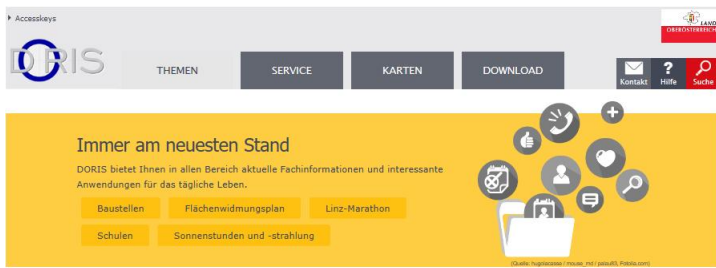 Accesskeys
LAND
OBERÖSTERREICH
DORIS
THEMEN
SERVICE
KARTEN
DOWNLOAD
Kontakt
?
Hilfe
Suche
Immer am neuesten Stand
DORIS bietet Ihnen in allen Bereich aktuelle Fachinformationen und interessante
Anwendungen für das tägliche Leben.
Baustellen
Flächenwidmungsplan
Linz-Marathon
Schulen
Sonnenstunden und -strahlung